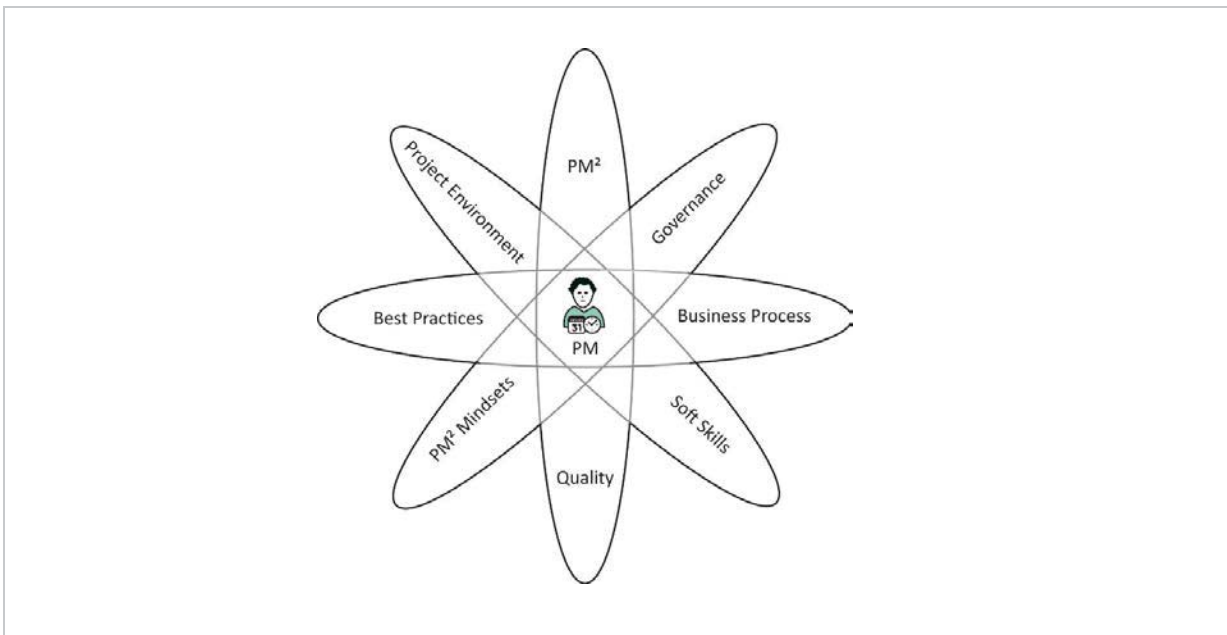 PM²
Project Environment
Governance
Best Practices
Business Process
31
PM
PM² Mindsets
Soft Skills
Quality